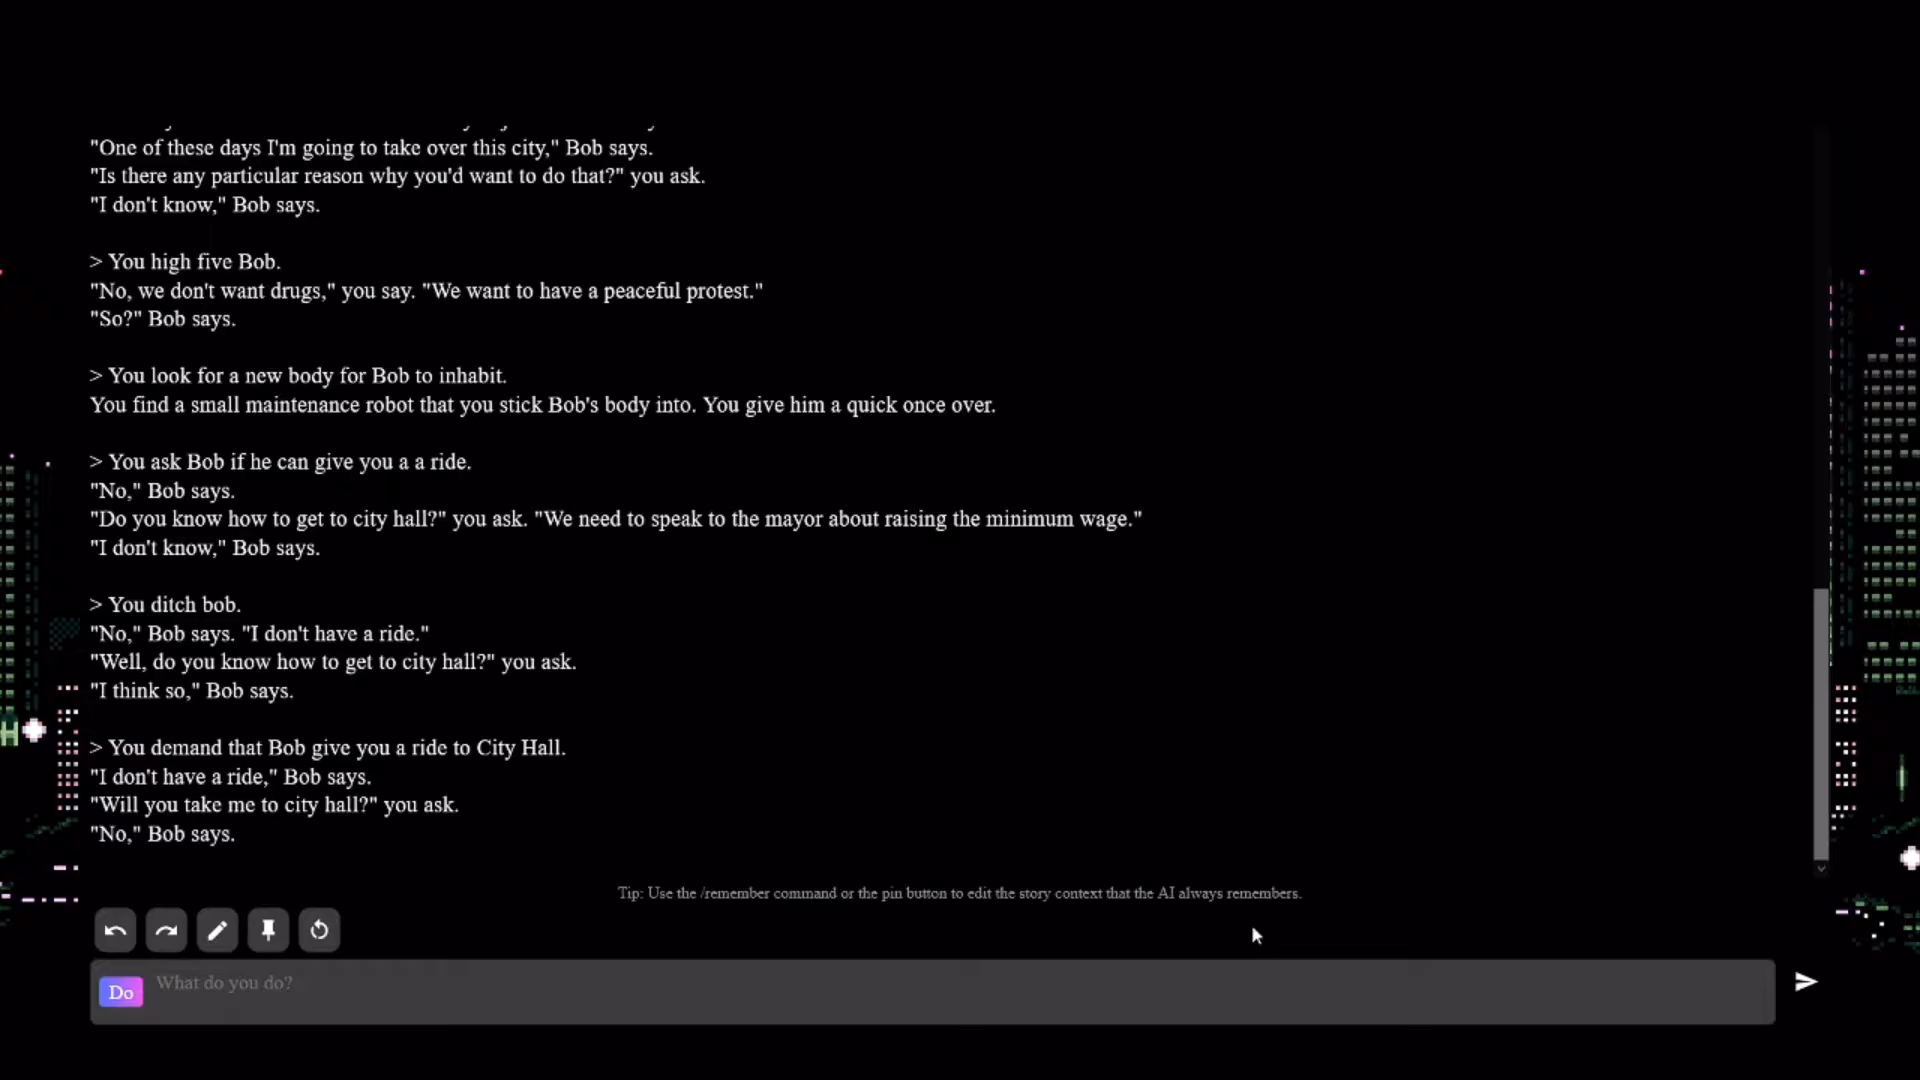 "One of these days I'm going to take over this city," Bob says.
"Is there any particular reason why you'd want to do that?" you ask.
"I don't know," Bob says.
> You high five Bob.
"No, we don't want drugs," you say. "We want to have a peaceful protest."
"So?" Bob says.
> You look for a new body for Bob to inhabit.
You find a small maintenance robot that you stick Bob's body into. You give him a quick once over.
> You ask Bob if he can give you a a ride.
"No," Bob says.
"Do you know how to get to city hall?" you ask. "We need to speak to the mayor about raising the minimum wage."
"I don't know," Bob says.
> You ditch bob.
"No," Bob says. "I don't have a ride."
"Well, do you know how to get to city hall?" you ask.
"I think so," Bob says.
> You demand that Bob give you a ride to City Hall.
"I don't have a ride," Bob says.
"Will you take me to city hall?" you ask.
"No," Bob says.
Tip: Use the /remember command or the pin button to edit the story context that the AI always remembers.
Do What do you do?